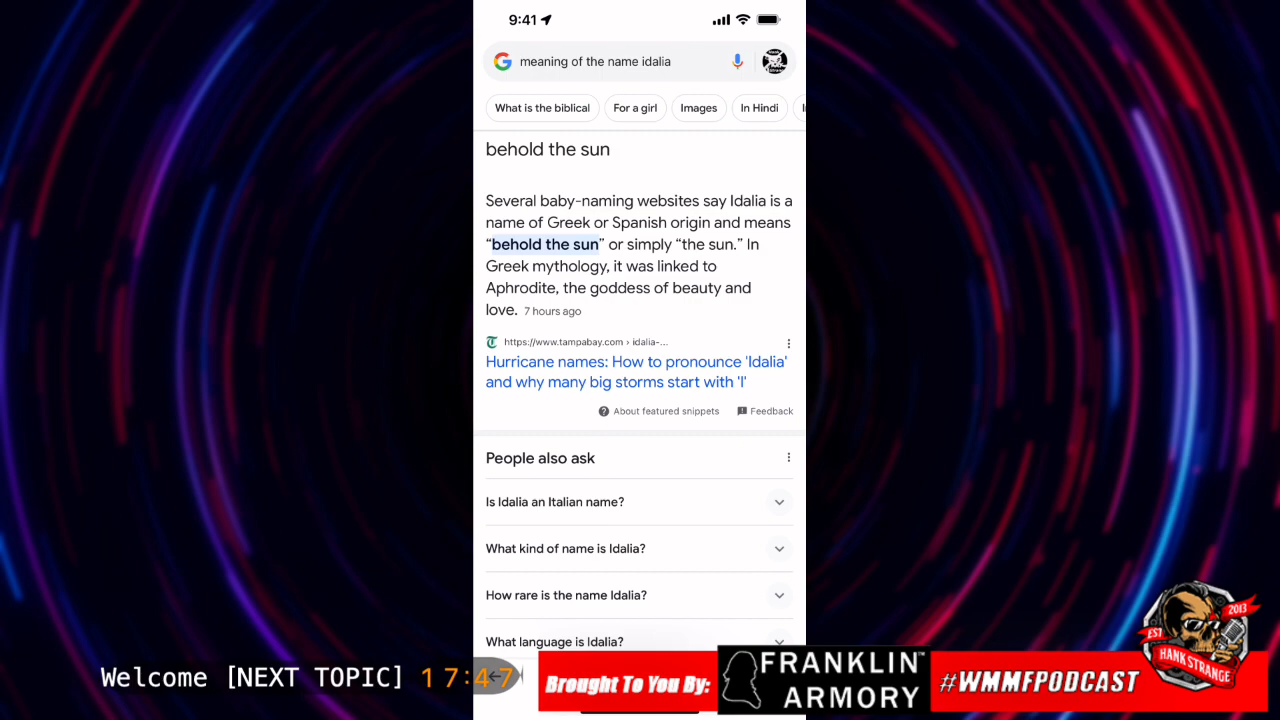 9:41
meaning of the name idalia
What is the biblical
For a girl
Images
In Hindi
behold the sun
Several baby-naming websites say Idalia is a
name of Greek or Spanish origin and means
“behold the sun” or simply “the sun.” In
Greek mythology, it was linked to
Aphrodite, the goddess of beauty and
love. 7 hours ago
https://www.tampabay.com › idalia-...
Hurricane names: How to pronounce 'Idalia'
and why many big storms start with 'I'
About featured snippets
Feedback
People also ask
Is Idalia an Italian name?
What kind of name is Idalia?
How rare is the name Idalia?
What language is Idalia?
Welcome [NEXT TOPIC] 17:47
Brought To You By:
FRANKLIN™
ARMORY
#WMMFPODCAST
EST
2013
HANK STRANGE